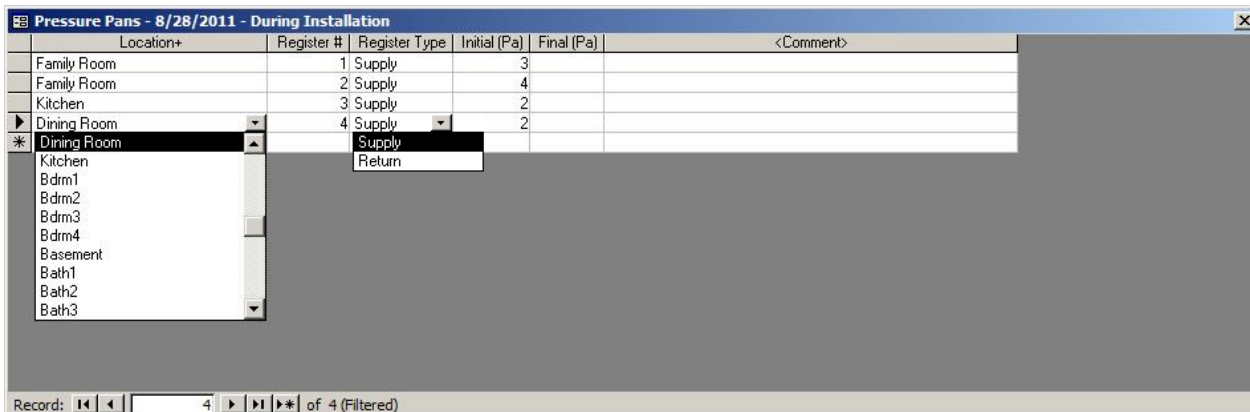 Pressure Pans - 8/28/2011 - During Installation
Location+ Register # Register Type Initial (Pa) Final (Pa) <Comment>
Family Room 1 Supply 3
Family Room 2 Supply 4
Kitchen 3 Supply 2
Dining Room 4 Supply 2
Dining Room Supply
Kitchen Return
Bdrm1
Bdrm2
Bdrm3
Bdrm4
Basement
Bath1
Bath2
Bath3
Record: 4 of 4 (Filtered)